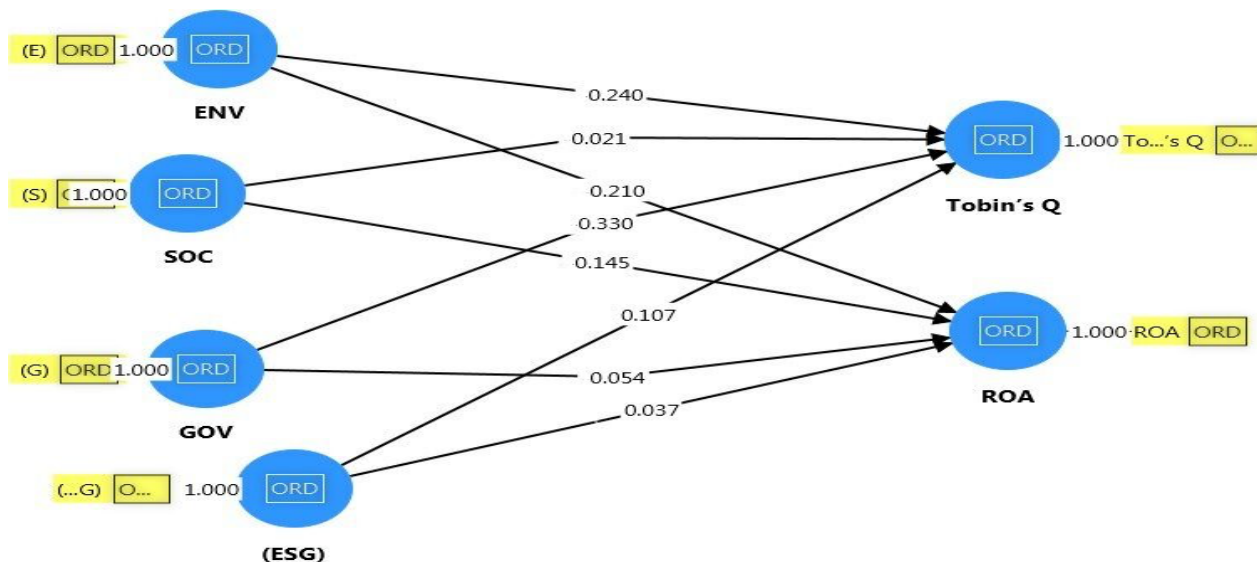 (E) ORD 1.000 ORD
ENV
0.240
0.021
ORD 1.000 To...'s Q O...
Tobin's Q
(S) 1.000 ORD
SOC
0.210
0.330
0.145
0.107
ORD 1.000 ROA ORD
ROA
(G) ORD 1.000 ORD
GOV
0.054
0.037
(...G) O... 1.000 ORD
(ESG)